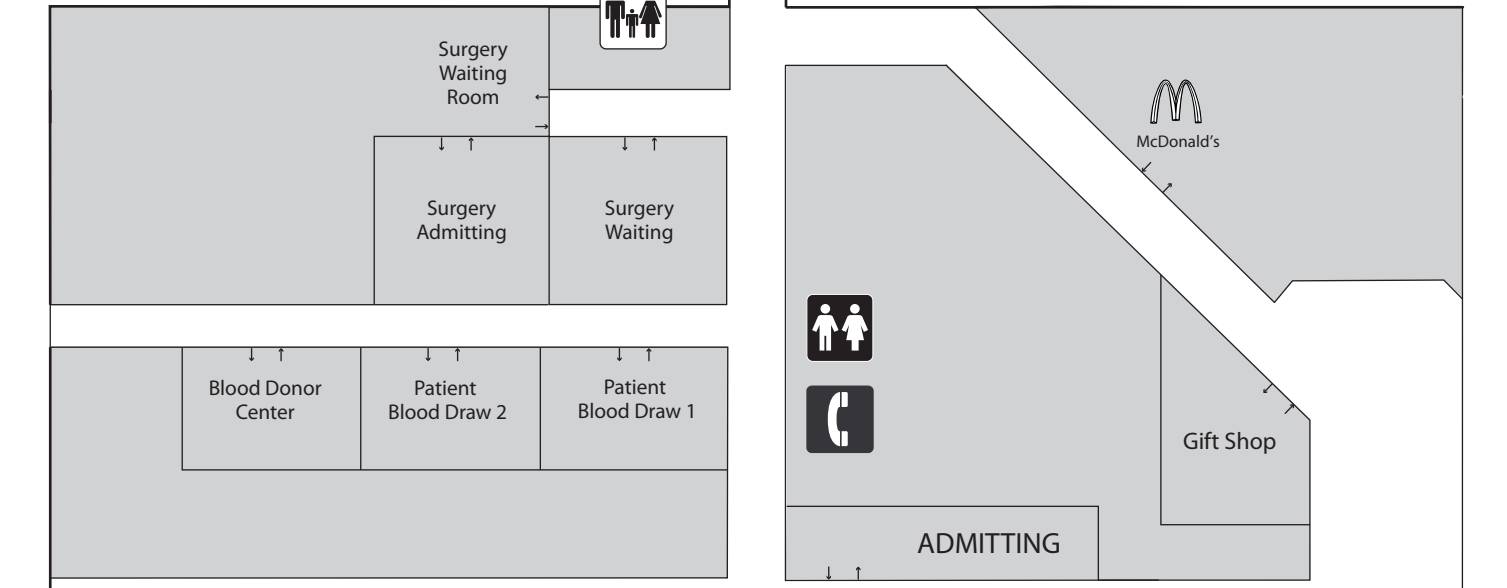 Surgery
Waiting
Room
McDonald's
Surgery
Admitting
Surgery
Waiting
Blood Donor
Center
Patient
Blood Draw 2
Patient
Blood Draw 1
Gift Shop
ADMITTING